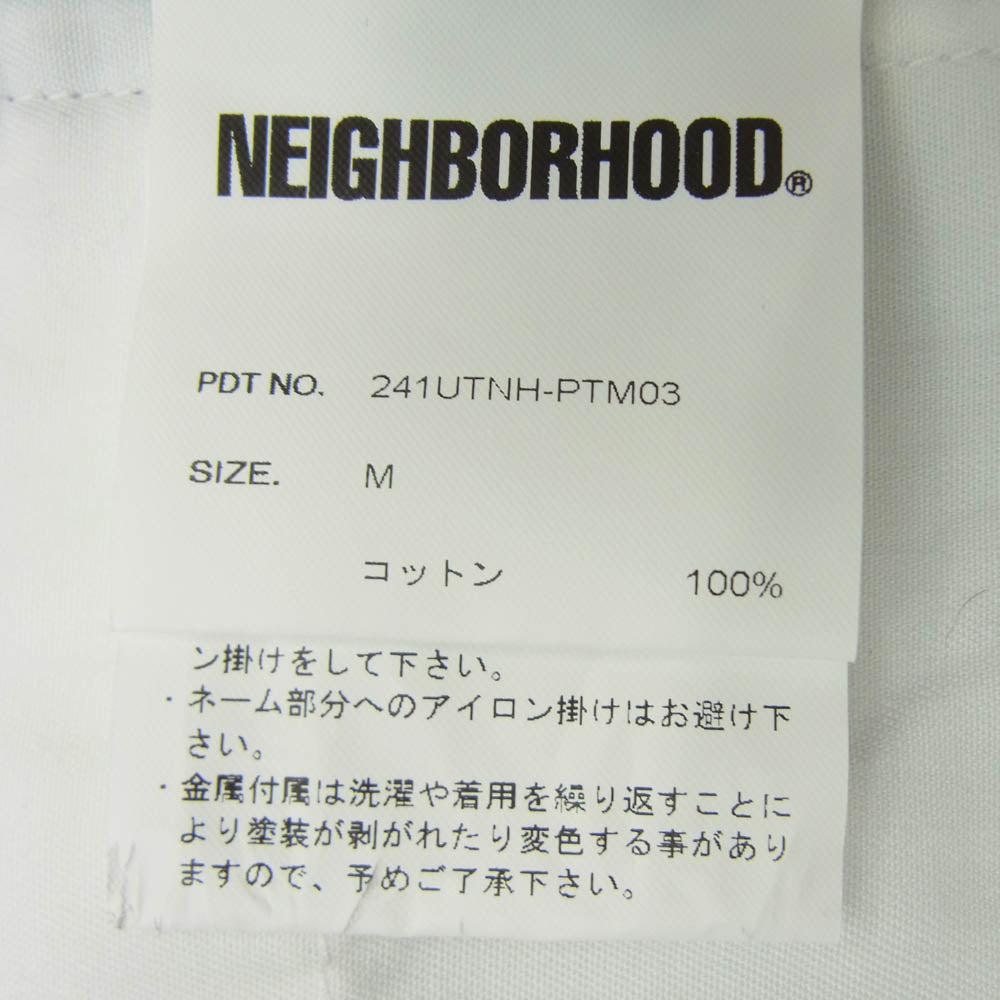 NEIGHBORHOOD®
PDT NO. 241UTNH-PTM03
SIZE. M
コットン 100%
ン掛けをして下さい。
・ネーム部分へのアイロン掛けはお避け下
さい。
・金属付属は洗濯や着用を繰り返すことに
より塗装が剥がれたり変色する事があり
ますので、予めご了承下さい。